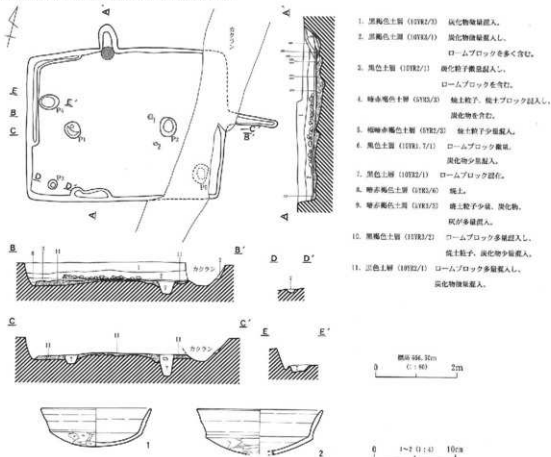 1. 黒褐色土層 (10YR2/3) 炭化物微量混入。
2. 黒褐色土層 (10YR3/1) 炭化物微量混入し、
ロームブロックを多く含む。
3. 黒色土層 (10YR2/1) 炭化粒子微量混入し、
ロームブロックを含む。
4. 暗赤褐色土層 (5YR3/3) 焼土粒子、焼土ブロック混入し、
炭化物を含む。
5. 極暗赤褐色土層 (5YR2/3) 焼土粒子少量混入。
6. 黒色土層 (10YR1.7/1) ロームブロック微量、
炭化物少量混入。
7. 黒色土層 (10YR2/1) ロームブロック混在。
8. 暗赤褐色土層 (5YR3/6) 焼土。
9. 暗赤褐色土層 (5YR3/3) 焼土粒子少量、炭化物、
灰が多量混入。
10. 黒褐色土層 (10YR3/2) ロームブロック多量混入し、
焼土粒子、炭化物少量混入。
11. 黒色土層 (10YR2/1) ロームブロック多量混入し、
炭化物微量混入。
A'
A'
カクラン
E
E'
B
C
P4
P3
P2
P1
C'
B'
D
D'
A
A
B
B'
カクラン
D
D'
C
C'
カクラン
E
E'
0 (1:80) 2m
1
2
0 1~2 (1:4) 10cm